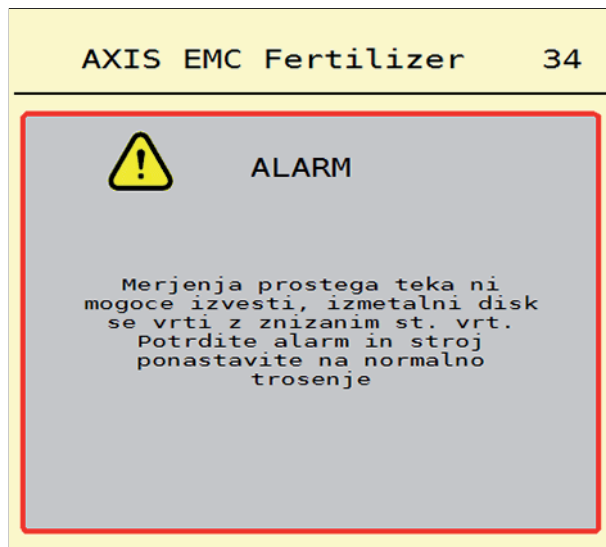 AXIS EMC Fertilizer 34
ALARM
Merjenja prostega teka ni
mogoce izvesti, izmetalni disk
se vrti z znizanim st. vrt.
Potrdite alarm in stroj
ponastavite na normalno
trosenje